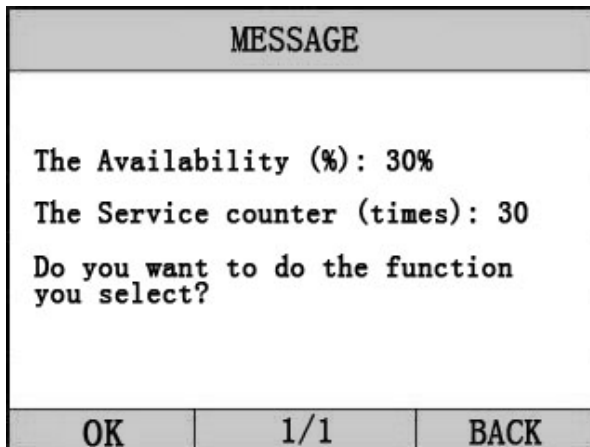 MESSAGE
The Availability (%): 30%
The Service counter (times): 30
Do you want to do the function
you select?
OK 1/1 BACK